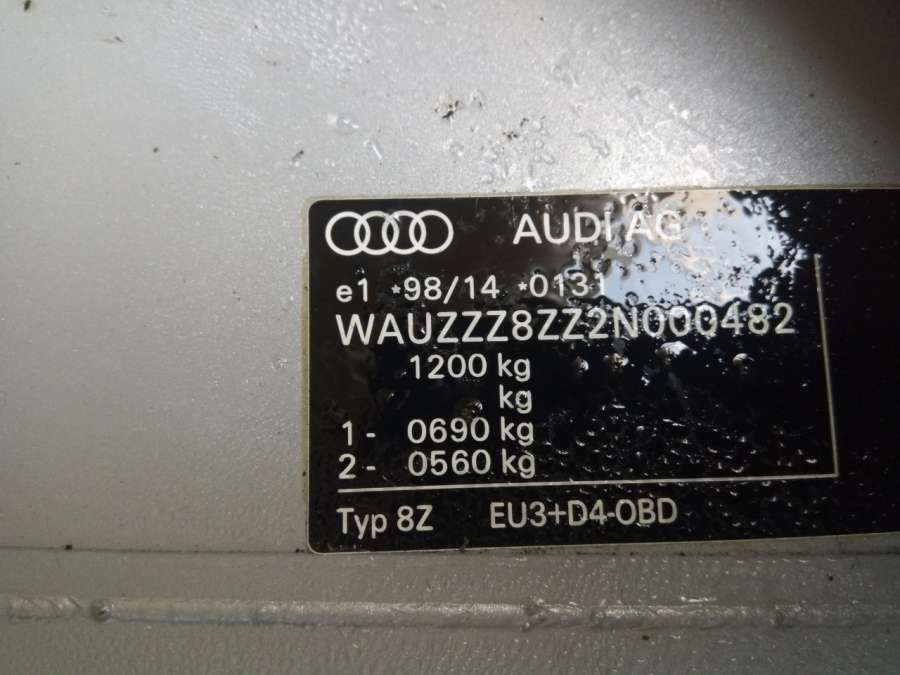 AUDI AG
e1 *98/14 *0131
WAUZZZ8ZZ2N000482
1200 kg
kg
1- 0690 kg
2- 0560 kg
Typ 8Z EU3+D4-OBD